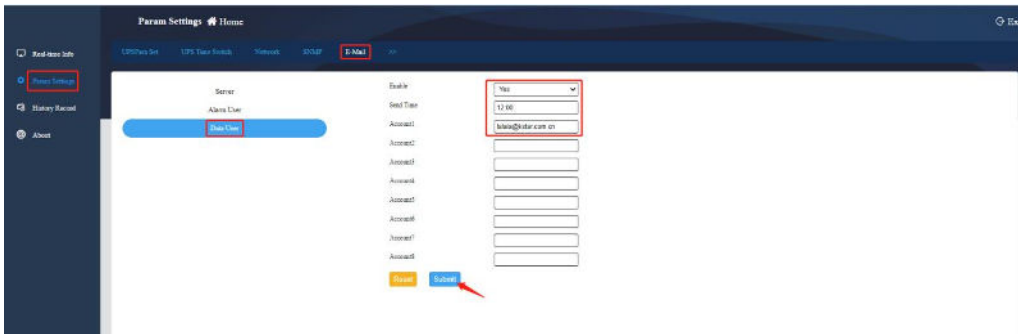 Param Settings Home
Real-time Info
Param Settings
History Record
About
UPSPara Set UPS Time Switch Network SNMP E-Mail >>
Server
Alarm User
Data User
Enable Yes
Send Time 12:00
Account1
Account2
Account3
Account4
Account5
Account6
Account7
Account8
Reset Submit